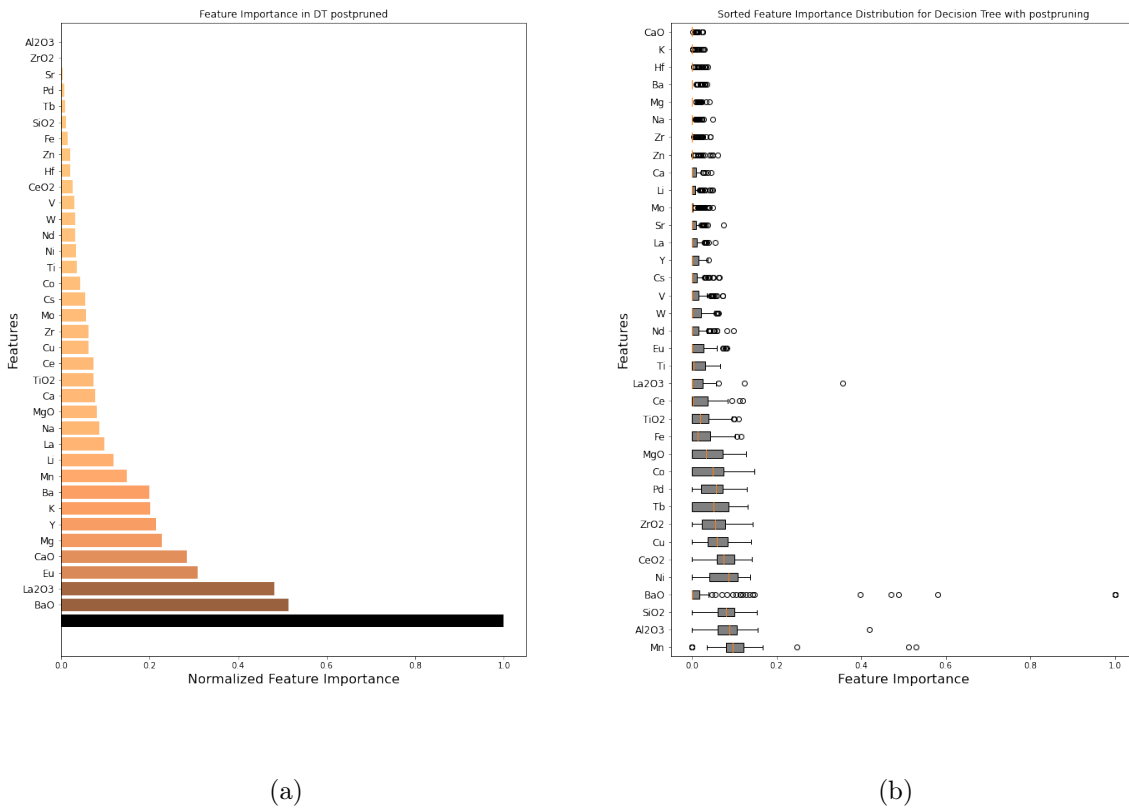 Feature Importance in DT postpruned
Features
Al2O3
ZrO2
Sr
Pd
Tb
SiO2
Fe
Zn
Hf
CeO2
V
W
Nd
Ni
Ti
Co
Cs
Mo
Zr
Cu
Ce
TiO2
Ca
MgO
Na
La
Li
Mn
Ba
K
Y
Mg
CaO
Eu
La2O3
BaO
0.0 0.2 0.4 0.6 0.8 1.0
Normalized Feature Importance
(a)
Sorted Feature Importance Distribution for Decision Tree with postpruning
Features
CaO
K
Hf
Ba
Mg
Na
Zr
Zn
Ca
Li
Mo
Sr
La
Y
Cs
V
W
Nd
Eu
Ti
La2O3
Ce
TiO2
Fe
MgO
Co
Pd
Tb
ZrO2
Cu
CeO2
Ni
BaO
SiO2
Al2O3
Mn
0.0 0.2 0.4 0.6 0.8 1.0
Feature Importance
(b)